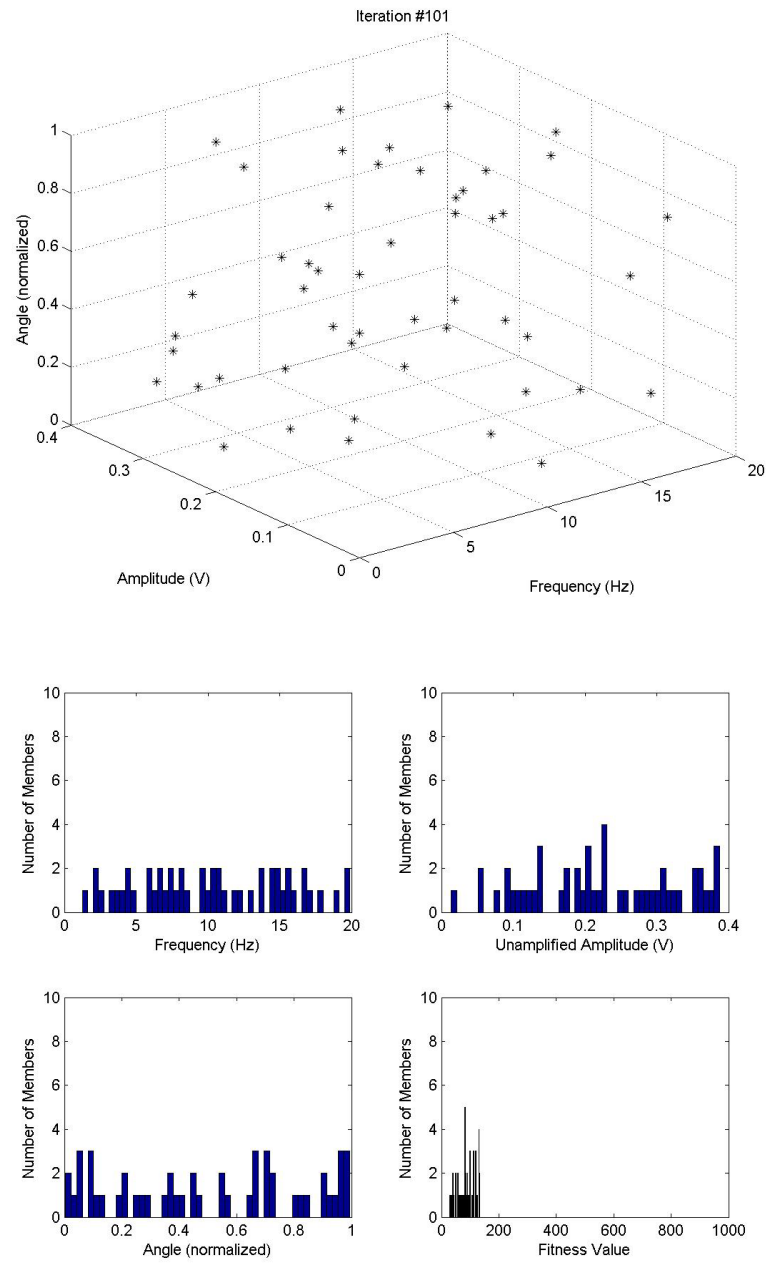 Iteration #101
1
0.8
0.6
0.4
0.2
0
Angle (normalized)
0.4
0.3
0.2
0.1
0
Amplitude (V)
0
5
10
15
20
Frequency (Hz)
10
8
6
4
2
0
Number of Members
0 5 10 15 20
Frequency (Hz)
10
8
6
4
2
0
Number of Members
0 0.1 0.2 0.3 0.4
Unamplified Amplitude (V)
10
8
6
4
2
0
Number of Members
0 0.2 0.4 0.6 0.8 1
Angle (normalized)
10
8
6
4
2
0
Number of Members
0 200 400 600 800 1000
Fitness Value